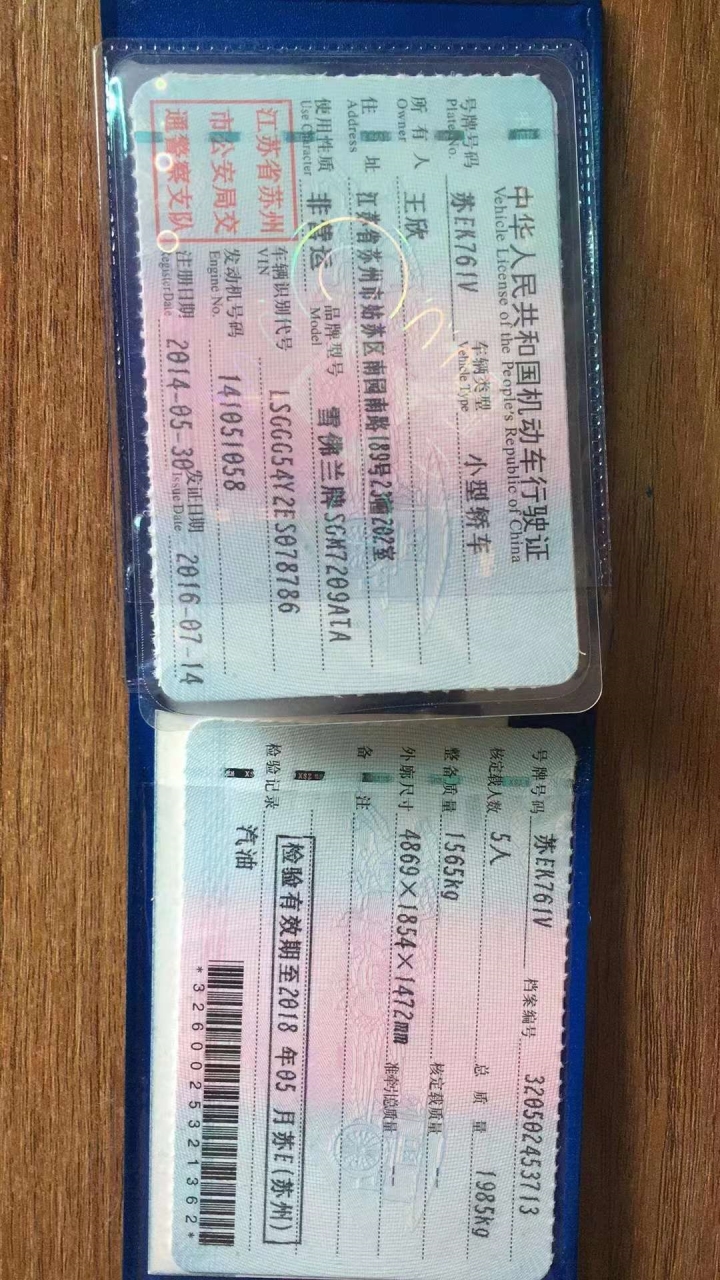 中华人民共和国机动车行驶证
Vehicle License of the People's Republic of China
号牌号码 苏EK761V 车辆类型 小型轿车
Plate No. Vehicle Type
所有人 王欣
Owner
住址 江苏省苏州市姑苏区南园南路189号23幢202室
Address
使用性质 非营运 品牌型号 雪佛兰牌SGM7209ATA
Use Character Model
江苏省苏州
市公安局交
通警察支队
车辆识别代号 LSGGG54Y2ES078786
VIN
发动机号码 141051058
Engine No.
注册日期 2014-05-30 发证日期 2016-07-14
Register Date Issue Date
号牌号码 苏EK761V 档案编号 320502453713
核定载人数 5人 总质量 1985kg
整备质量 1565kg 核定载质量 --
外廓尺寸 4869×1854×1472mm 准牵引总质量 --
备注
检验有效期至2018年05月苏E(苏州)
检验记录
汽油
*3260025321362*